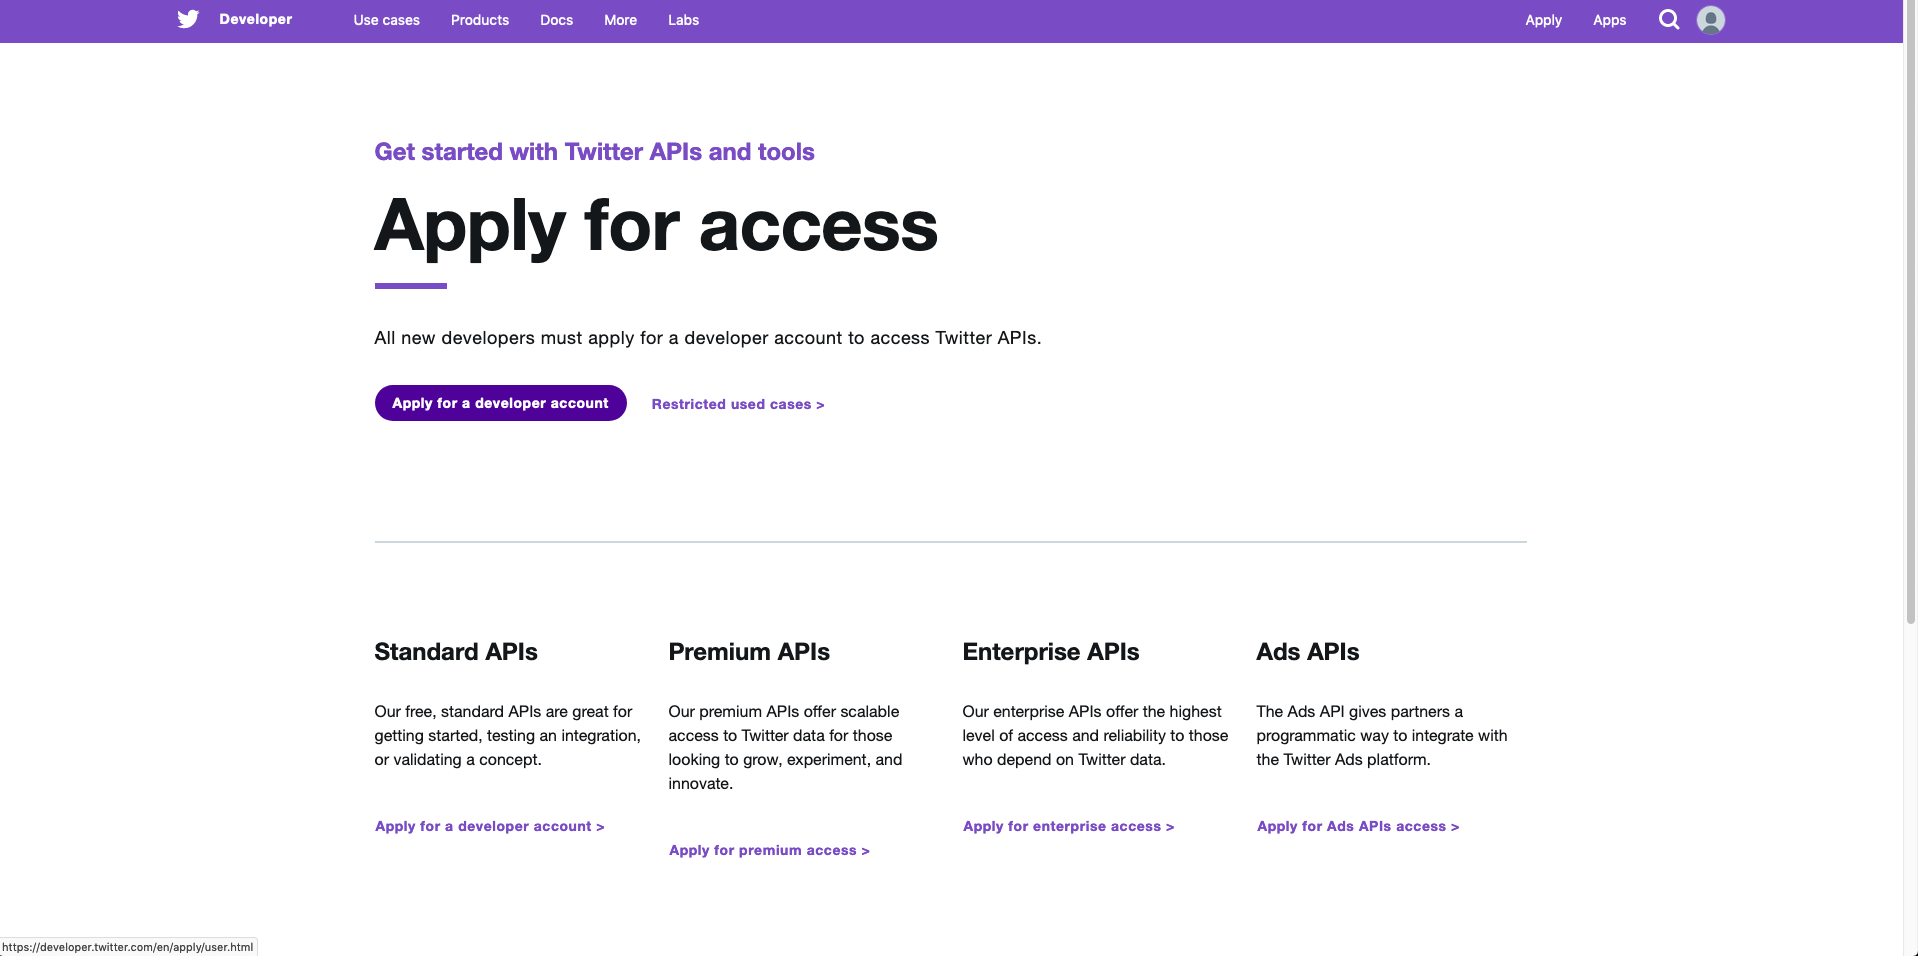 Developer Use cases Products Docs More Labs Apply Apps
Get started with Twitter APIs and tools
Apply for access
All new developers must apply for a developer account to access Twitter APIs.
Apply for a developer account Restricted used cases >
Standard APIs
Our free, standard APIs are great for
getting started, testing an integration,
or validating a concept.
Apply for a developer account >
Premium APIs
Our premium APIs offer scalable
access to Twitter data for those
looking to grow, experiment, and
innovate.
Apply for premium access >
Enterprise APIs
Our enterprise APIs offer the highest
level of access and reliability to those
who depend on Twitter data.
Apply for enterprise access >
Ads APIs
The Ads API gives partners a
programmatic way to integrate with
the Twitter Ads platform.
Apply for Ads APIs access >
https://developer.twitter.com/en/apply/user.html